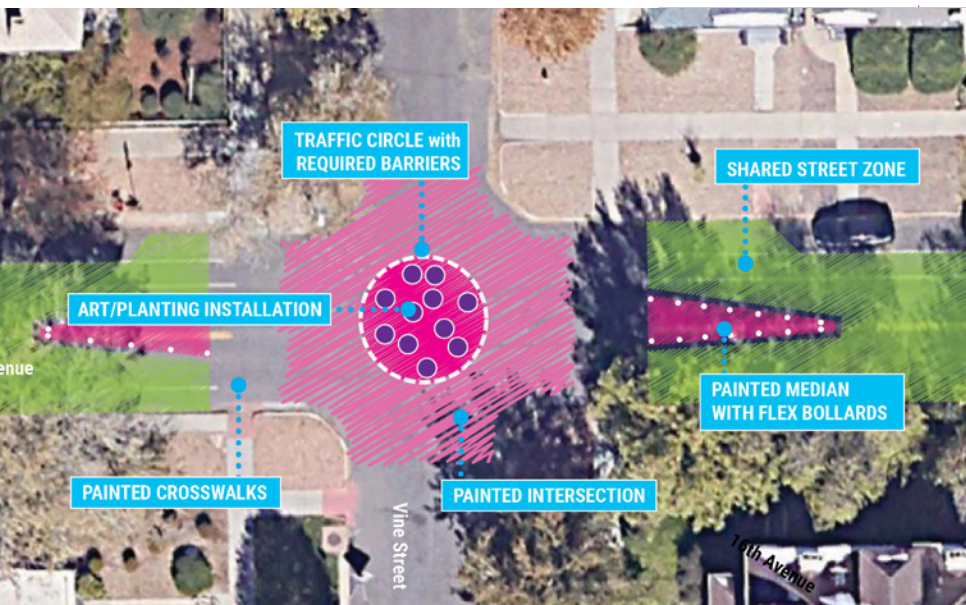 TRAFFIC CIRCLE with
REQUIRED BARRIERS
SHARED STREET ZONE
ART/PLANTING INSTALLATION
enue
PAINTED MEDIAN
WITH FLEX BOLLARDS
PAINTED CROSSWALKS
PAINTED INTERSECTION
Vine Street
16th Avenue